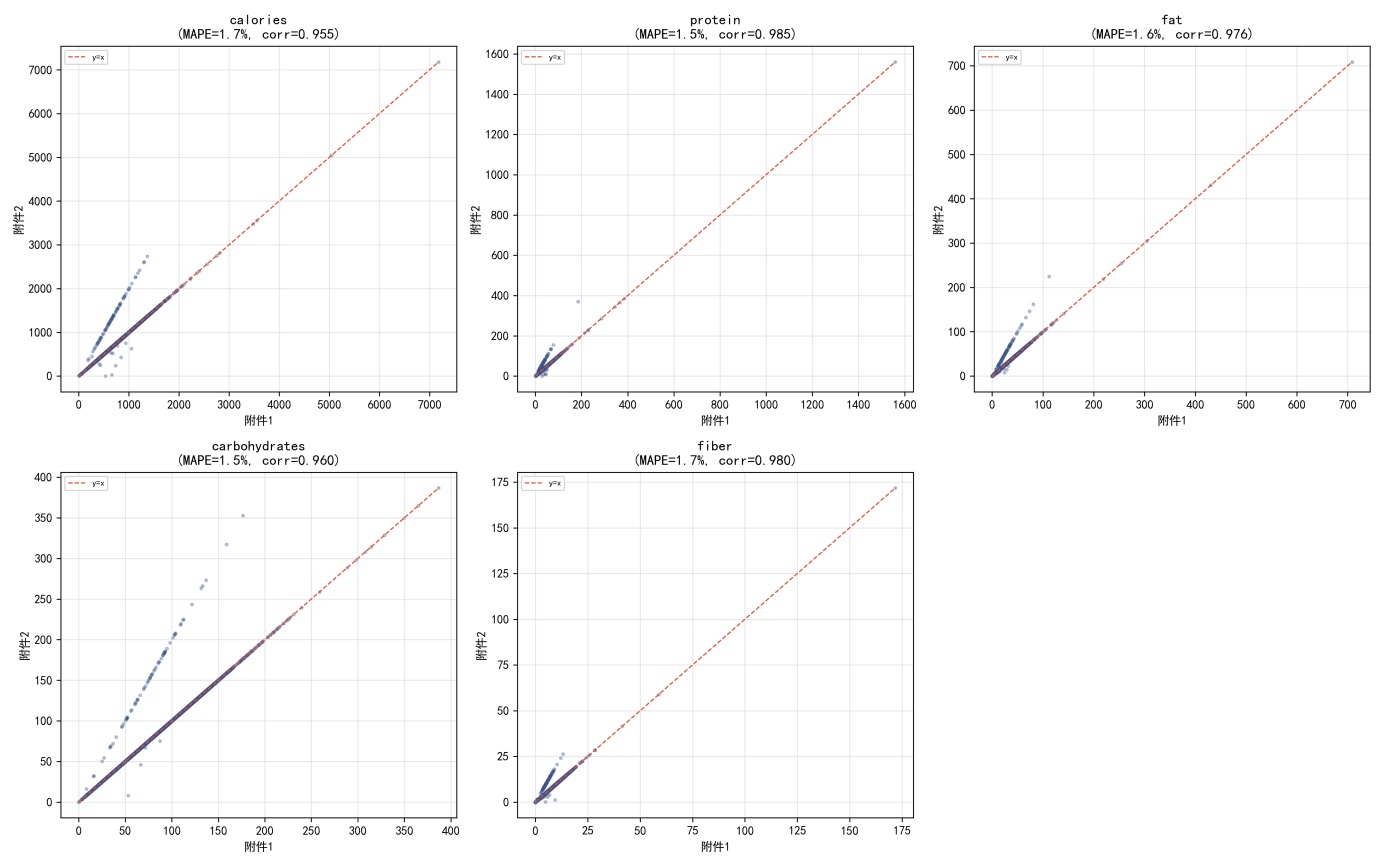 calories
(MAPE=1.7%, corr=0.955)
y=x
7000
6000
5000
4000
3000
2000
1000
0
附件2
0 1000 2000 3000 4000 5000 6000 7000
附件1
protein
(MAPE=1.5%, corr=0.985)
y=x
1600
1400
1200
1000
800
600
400
200
0
附件2
0 200 400 600 800 1000 1200 1400 1600
附件1
fat
(MAPE=1.6%, corr=0.976)
y=x
700
600
500
400
300
200
100
0
附件2
0 100 200 300 400 500 600 700
附件1
carbohydrates
(MAPE=1.5%, corr=0.960)
y=x
400
350
300
250
200
150
100
50
0
附件2
0 50 100 150 200 250 300 350 400
附件1
fiber
(MAPE=1.7%, corr=0.980)
y=x
175
150
125
100
75
50
25
0
附件2
0 25 50 75 100 125 150 175
附件1